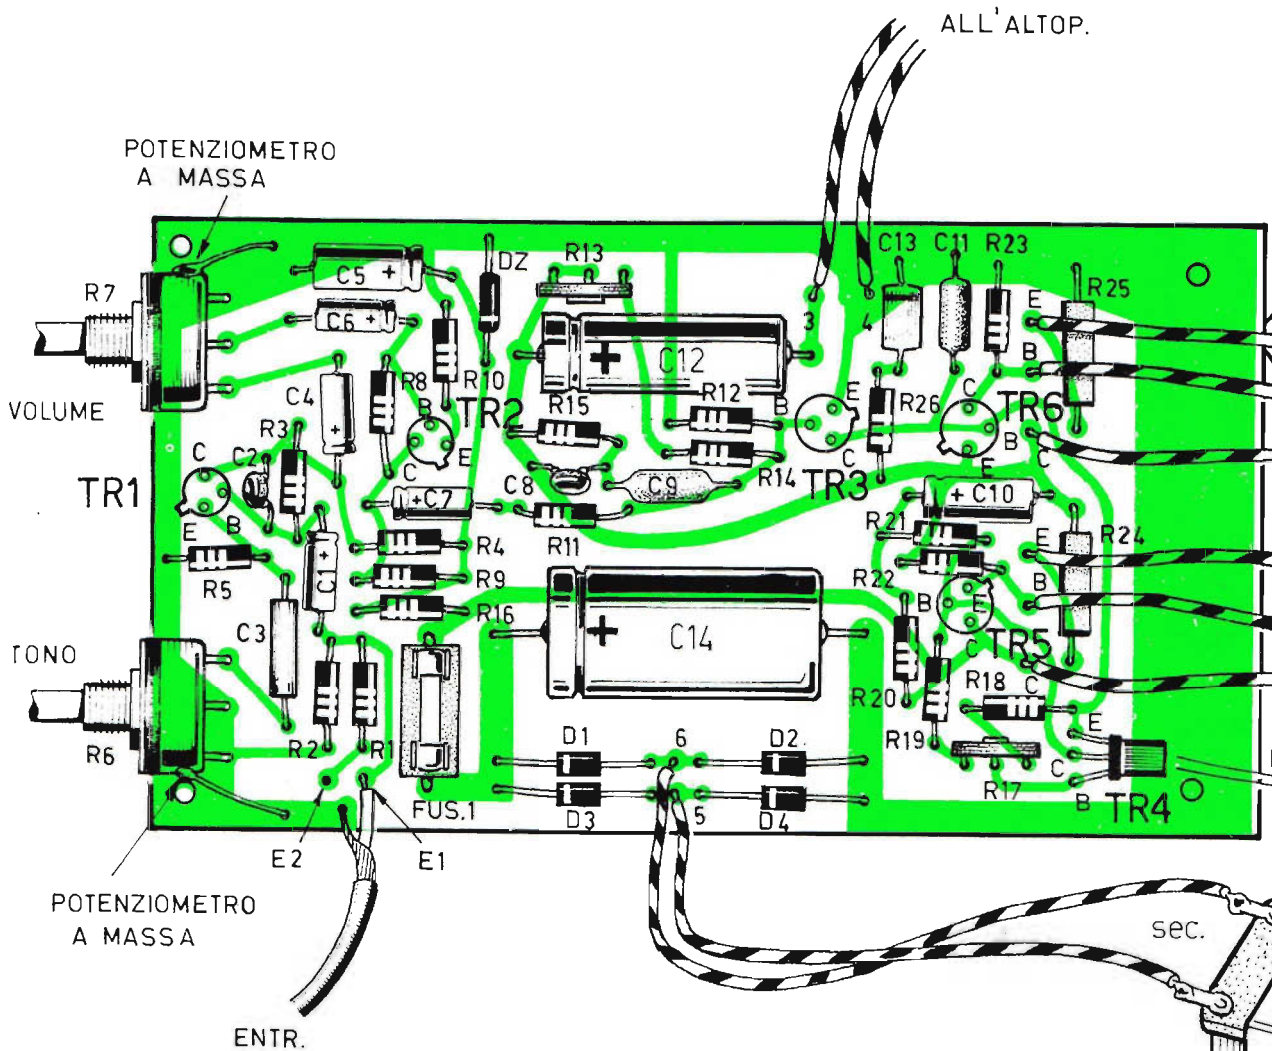 ALL'ALTOP.
POTENZIOMETRO
A MASSA
C13
C11
R23
R7
C5
DZ
R13
E
R25
C6
3
4
+
C12
B
VOLUME
C4
R8
R10
TR2
R15
R12
B
E
R26
C
TR6
R3
B
E
C
B
C
C2
TR1
C
R14
TR3
C
E
E
B
C7
C8
C9
C10
R21
E
R24
R11
R4
R5
C1
R9
R22
B
E
B
R16
C3
+
C14
TR5
TONO
C
R18
C
R20
R6
R2
R1
D1
6
D2
R19
E
C
FUS.1
D3
5
D4
R17
B
TR4
E2
E1
POTENZIOMETRO
A MASSA
sec.
ENTR.